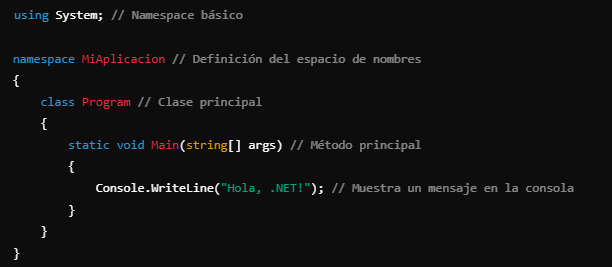 using System; // Namespace básico
namespace MiAplicacion // Definición del espacio de nombres
{
    class Program // Clase principal
    {
        static void Main(string[] args) // Método principal
        {
            Console.WriteLine("Hola, .NET!"); // Muestra un mensaje en la consola
        }
    }
}